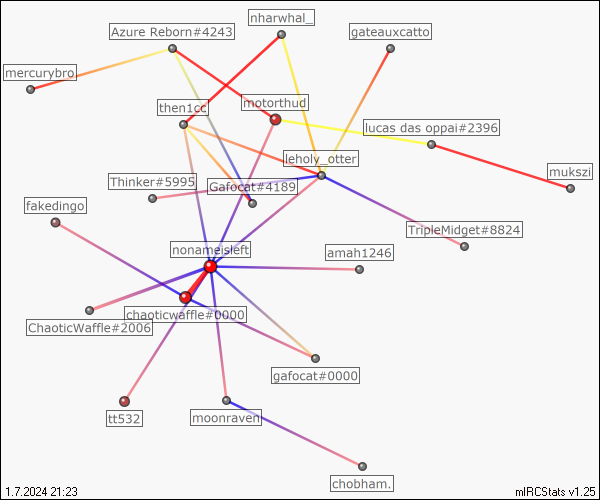 nharwhal_
Azure Reborn#4243
gateauxcatto
mercurybro
then1cc
motorthud
lucas das oppai#2396
leholy_otter
mukszi
Thinker#5995
Gafocat#4189
fakedingo
TripleMidget#8824
nonameisleft
amah1246
chaoticwaffle#0000
ChaoticWaffle#2006
gafocat#0000
tt532
moonraven
chobham.
1.7.2024 21:23
mIRCStats v1.25